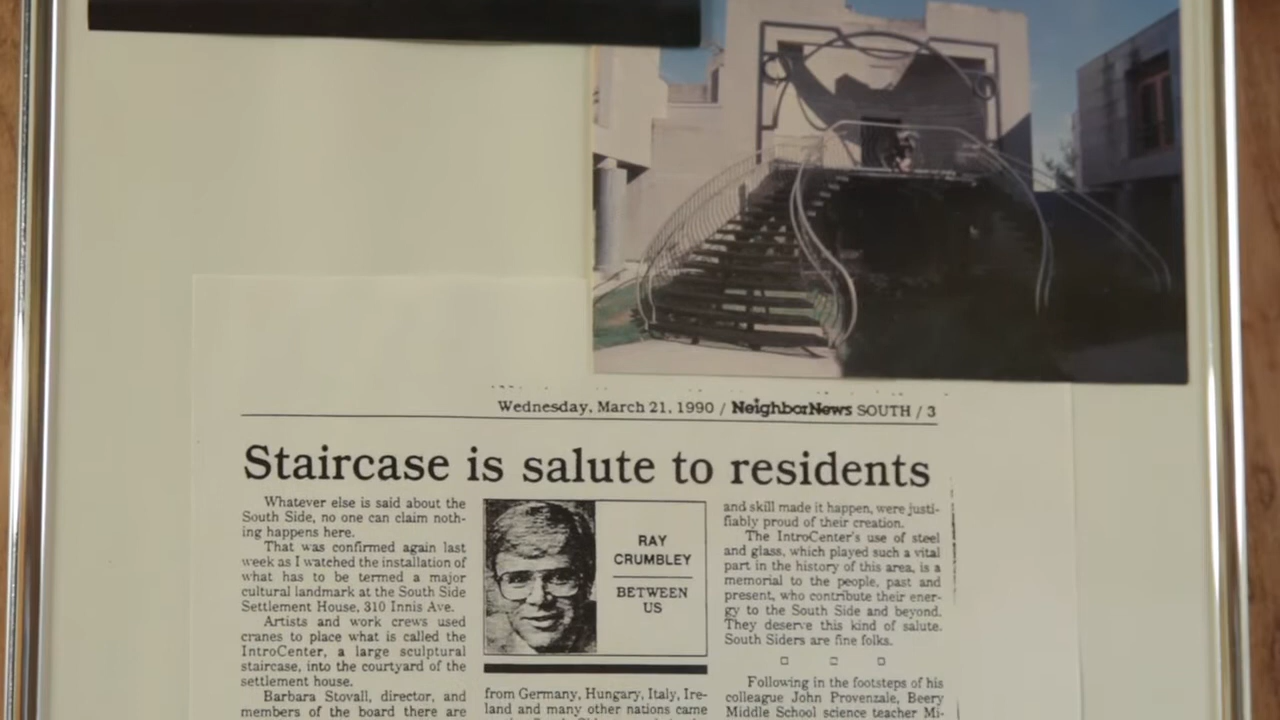 Wednesday, March 21, 1990 / NeighborNews SOUTH / 3
Staircase is salute to residents
Whatever else is said about the
South Side, no one can claim noth-
ing happens here.
That was confirmed again last
week as I watched the installation of
what has to be termed a major
cultural landmark at the South Side
Settlement House, 310 Innis Ave.
Artists and work crews used
cranes to place what is called the
IntroCenter, a large sculptural
staircase, into the courtyard of the
settlement house.
Barbara Stovall, director, and
members of the board there are
RAY
CRUMBLEY
BETWEEN
US
from Germany, Hungary, Italy, Ire-
land and many other nations came
and skill made it happen, were justi-
fiably proud of their creation.
The IntroCenter's use of steel
and glass, which played such a vital
part in the history of this area, is a
memorial to the people, past and
present, who contribute their ener-
gy to the South Side and beyond.
They deserve this kind of salute.
South Siders are fine folks.
Following in the footsteps of his
colleague John Provenzale, Beery
Middle School science teacher Mi-